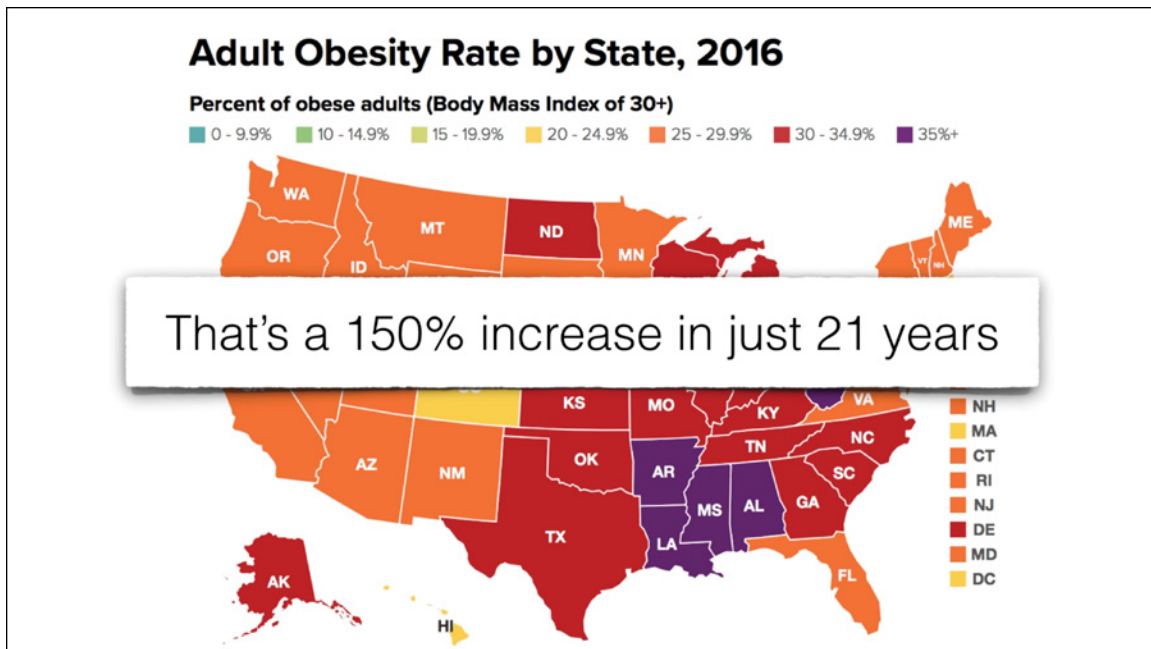 Adult Obesity Rate by State, 2016
Percent of obese adults (Body Mass Index of 30+)
0 - 9.9% 10 - 14.9% 15 - 19.9% 20 - 24.9% 25 - 29.9% 30 - 34.9% 35%+
WA
MT
ND
MN
ME
OR
ID
VT
NH
That's a 150% increase in just 21 years
KS
MO
KY
VA
NH
MA
NC
TN
CT
AZ
NM
OK
AR
SC
RI
MS
AL
GA
NJ
TX
LA
DE
MD
AK
FL
DC
HI